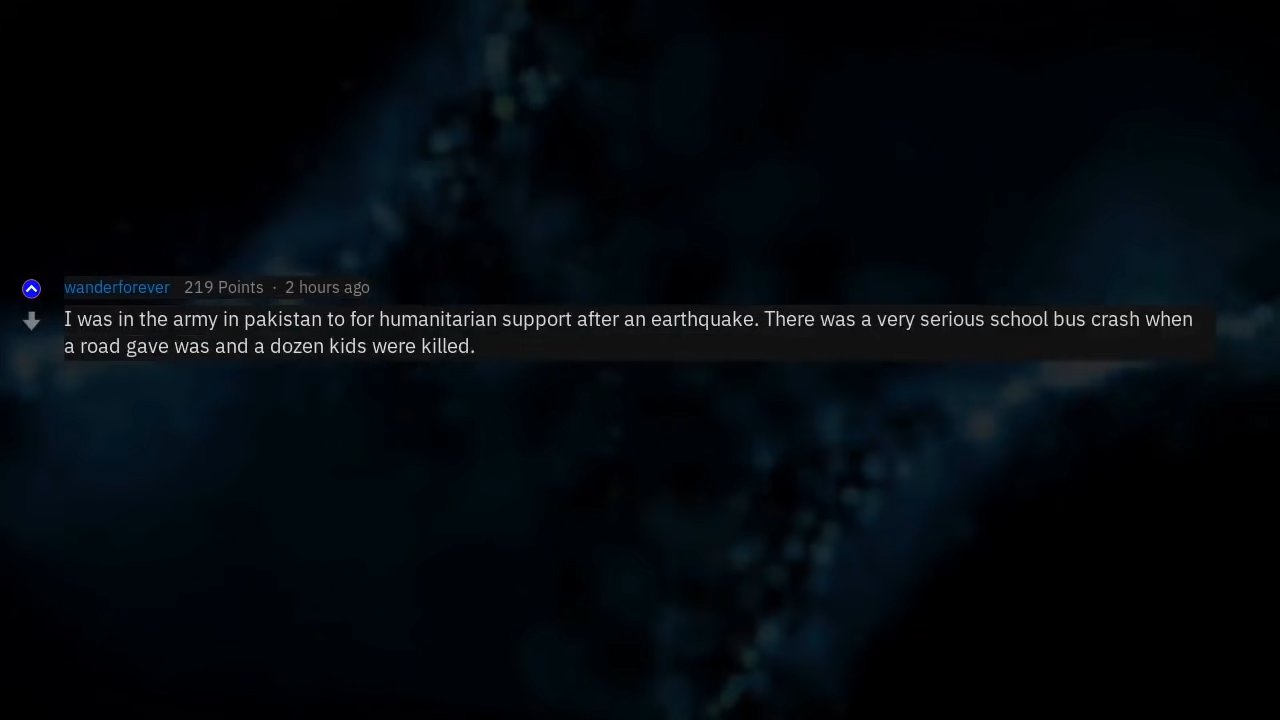 wanderforever 219 Points · 2 hours ago
I was in the army in pakistan to for humanitarian support after an earthquake. There was a very serious school bus crash when
a road gave was and a dozen kids were killed.